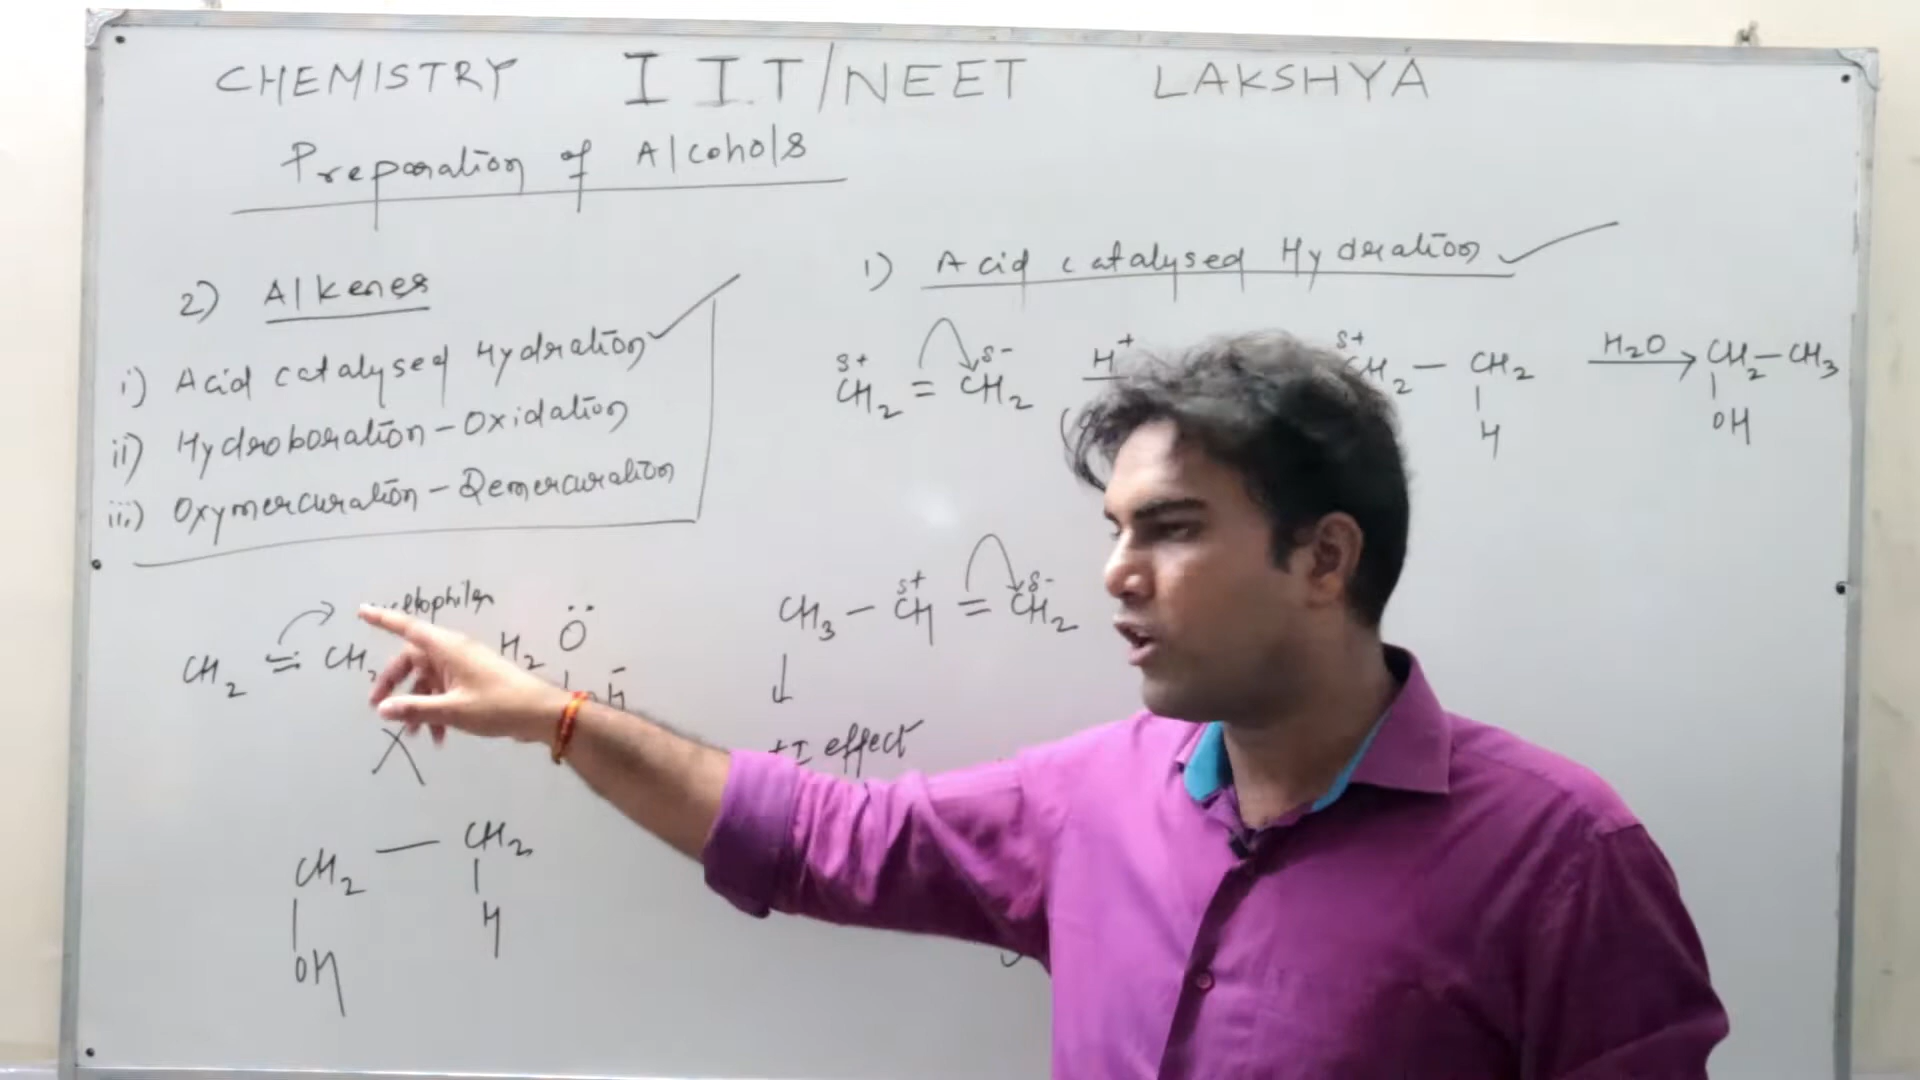 CHEMISTRY IIT/NEET LAKSHYA
Preparation of Alcohols
2) Alkenes
i) Acid catalysed Hydration
ii) Hydroboration-Oxidation
iii) Oxymercuration-Demercuration
CH2 = CH2
H2 Ö
H
X
CH2 — CH2
OH H
1) Acid catalysed Hydration
δ+ δ-
CH2 = CH2 H+ δ+ CH2 — CH2 H2O → CH2 — CH3
H OH
δ+ δ-
CH3 — CH = CH2
↓
+I effect